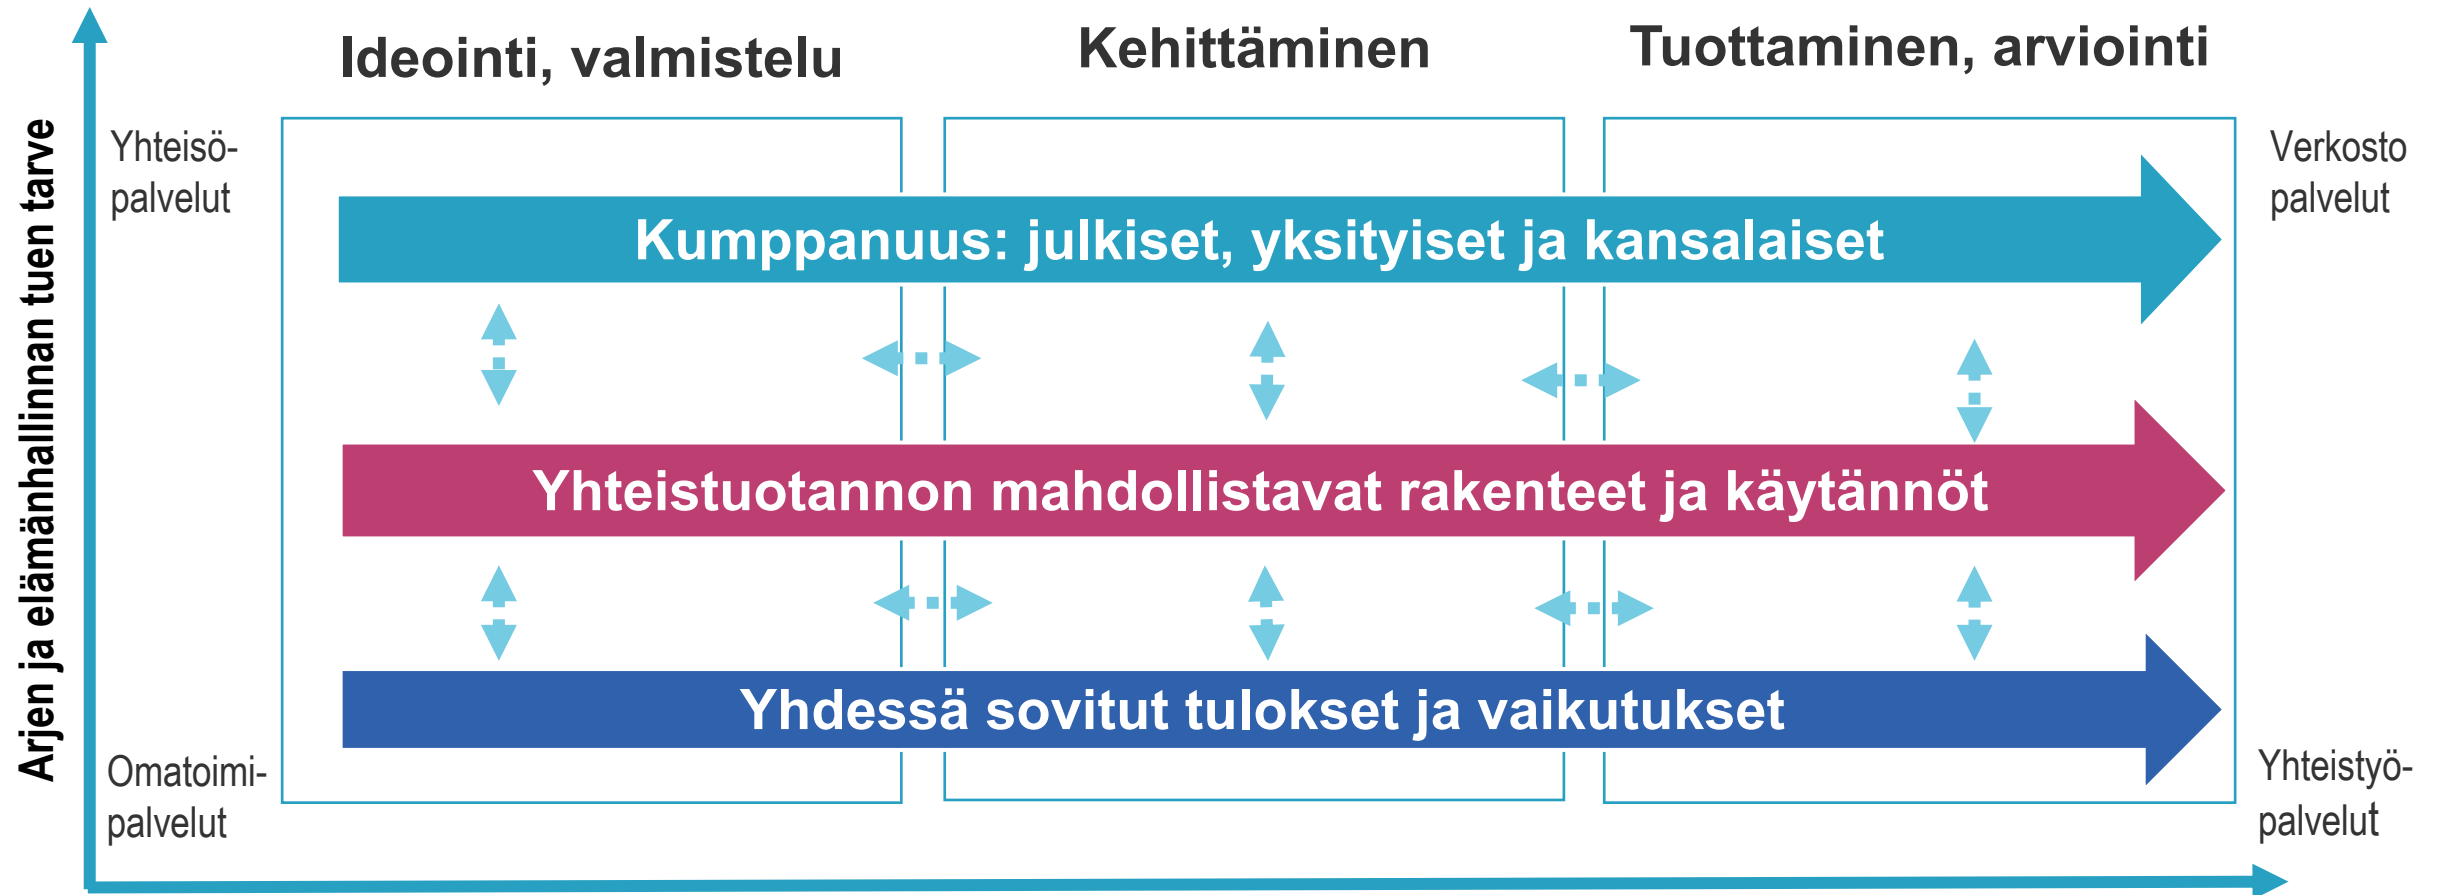 Ideointi, valmistelu
Kehittäminen
Tuottaminen, arviointi
Arjen ja elämänhallinnan tuen tarve
Yhteisö-
palvelut
Verkosto
palvelut
Kumppanuus: julkiset, yksityiset ja kansalaiset
Yhteistuotannon mahdollistavat rakenteet ja käytännöt
Yhdessä sovitut tulokset ja vaikutukset
Omatoimi-
palvelut
Yhteistyö-
palvelut